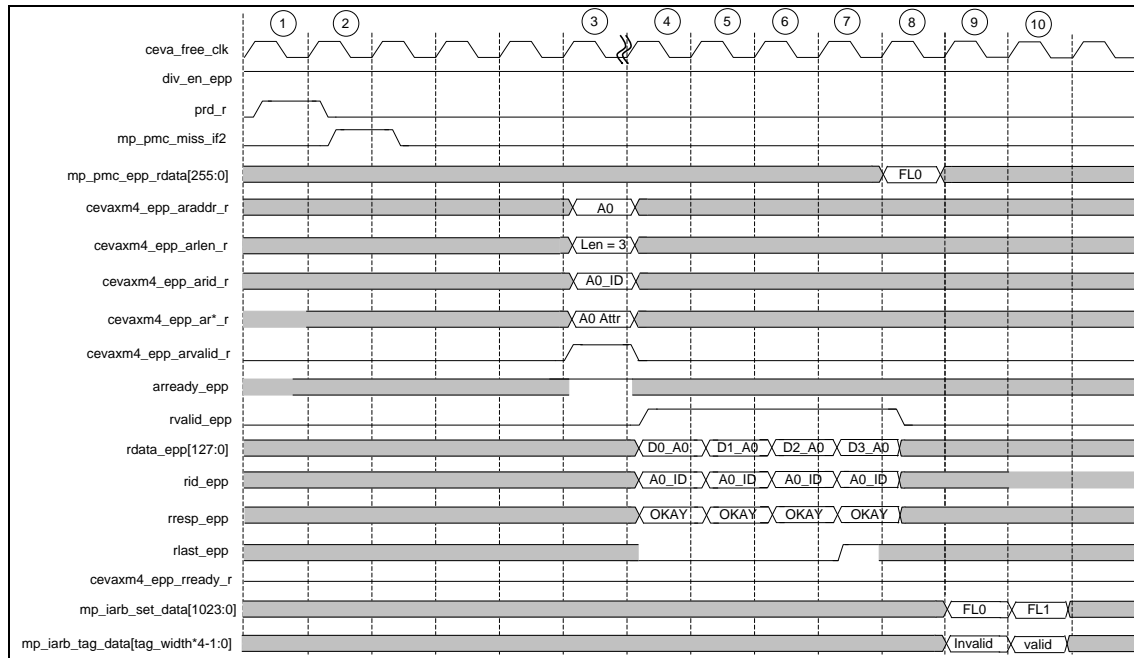 1 2 3 4 5 6 7 8 9 10
ceva_free_clk
div_en_epp
prd_r
mp_pmc_miss_if2
mp_pmc_epp_rdata[255:0] FL0
cevaxm4_epp_araddr_r A0
cevaxm4_epp_arlen_r Len = 3
cevaxm4_epp_arid_r A0_ID
cevaxm4_epp_ar*_r A0 Attr
cevaxm4_epp_arvalid_r
arready_epp
rvalid_epp
rdata_epp[127:0] D0_A0 D1_A0 D2_A0 D3_A0
rid_epp A0_ID A0_ID A0_ID A0_ID
rresp_epp OKAY OKAY OKAY OKAY
rlast_epp
cevaxm4_epp_rready_r
mp_iarb_set_data[1023:0] FL0 FL1
mp_iarb_tag_data[tag_width*4-1:0] Invalid valid